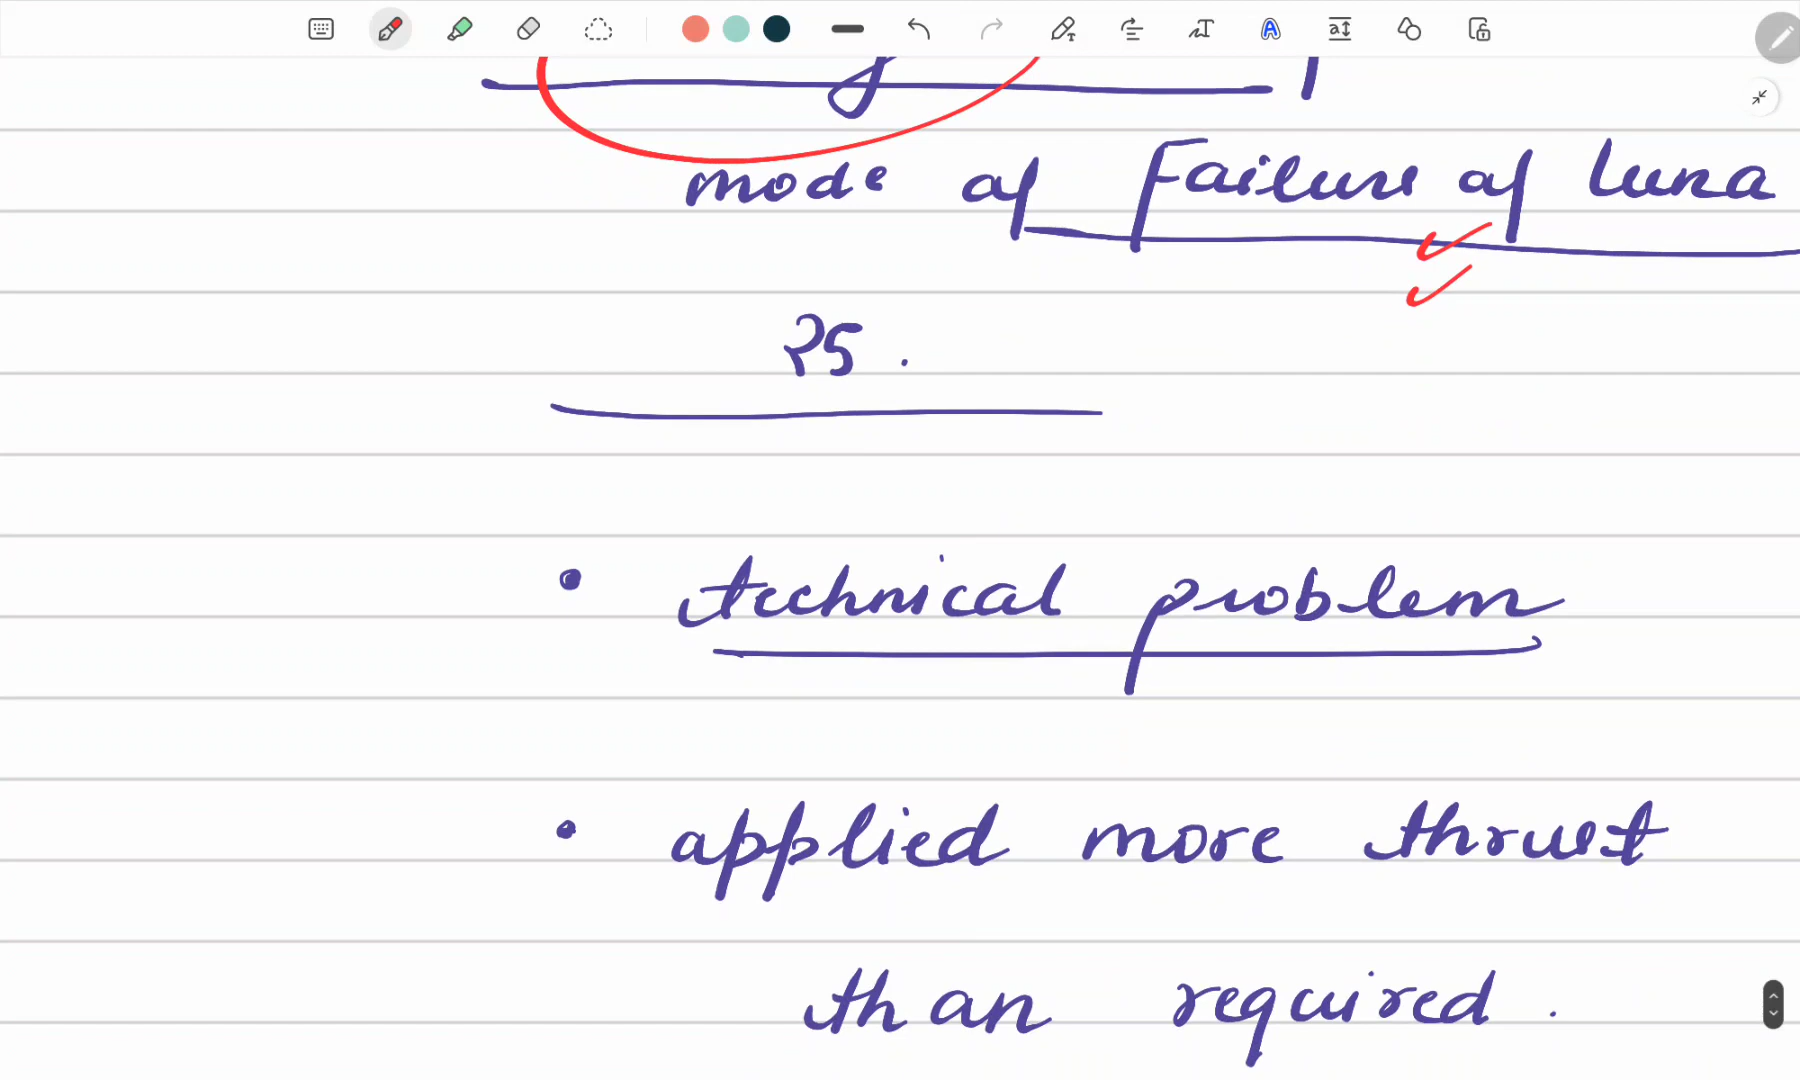 mode of Failure of luna
25.
• technical problem
• applied more thrust
than required.